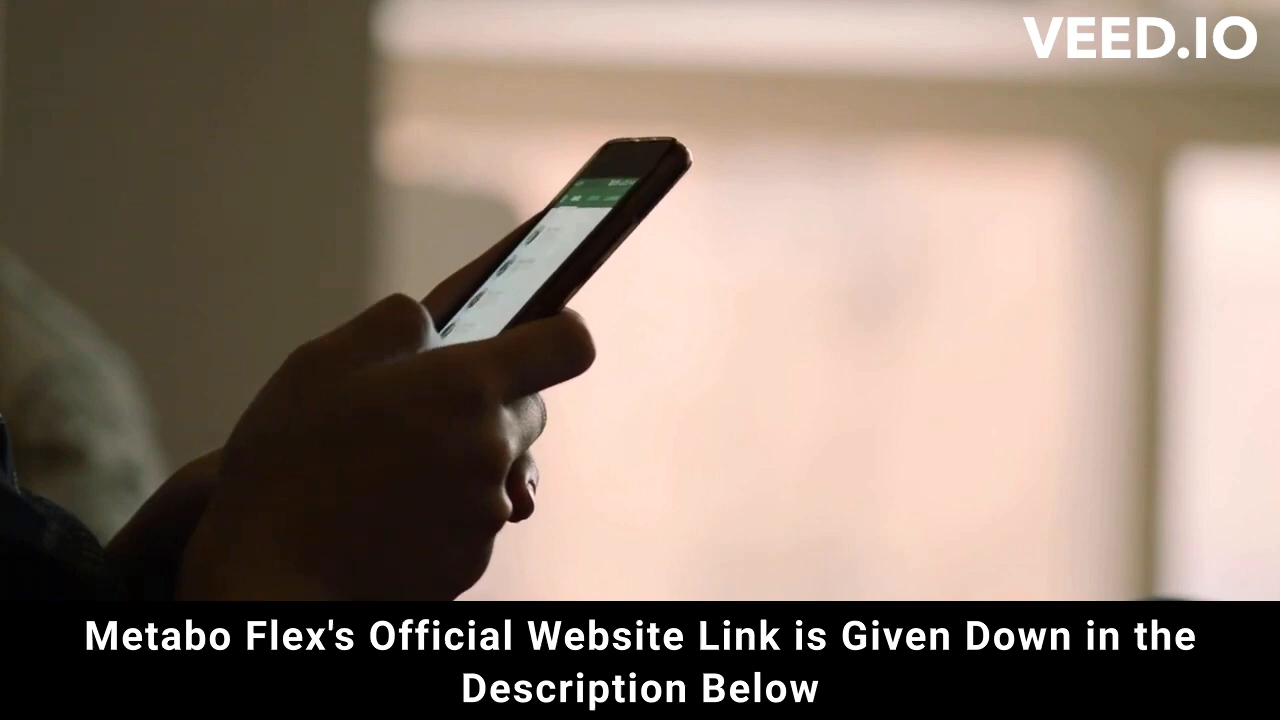 VEED.IO
Metabo Flex's Official Website Link is Given Down in the
Description Below